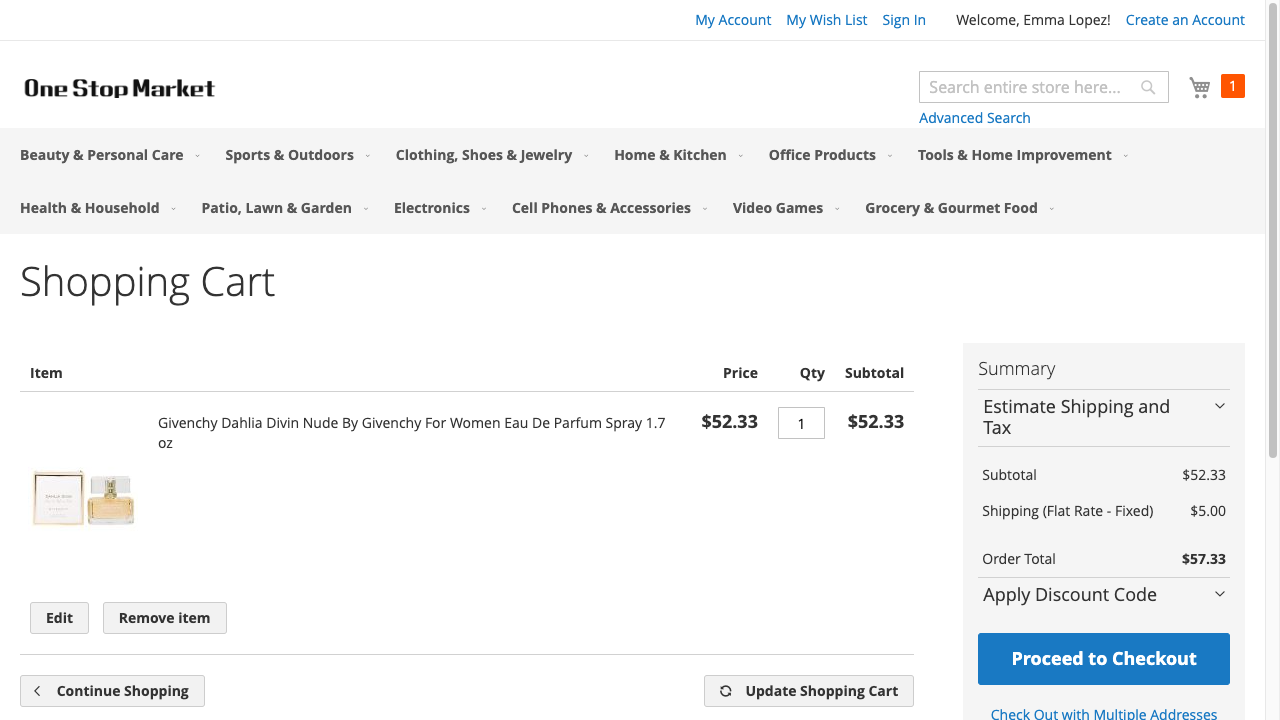 My Account My Wish List Sign In Welcome, Emma Lopez! Create an Account
One Stop Market
Search entire store here... 1
Advanced Search
Beauty & Personal Care Sports & Outdoors Clothing, Shoes & Jewelry Home & Kitchen Office Products Tools & Home Improvement
Health & Household Patio, Lawn & Garden Electronics Cell Phones & Accessories Video Games Grocery & Gourmet Food
Shopping Cart
Item Price Qty Subtotal
Givenchy Dahlia Divin Nude By Givenchy For Women Eau De Parfum Spray 1.7
oz
$52.33 1 $52.33
Edit Remove item
Continue Shopping Update Shopping Cart
Summary
Estimate Shipping and
Tax
Subtotal $52.33
Shipping (Flat Rate - Fixed) $5.00
Order Total $57.33
Apply Discount Code
Proceed to Checkout
Check Out with Multiple Addresses